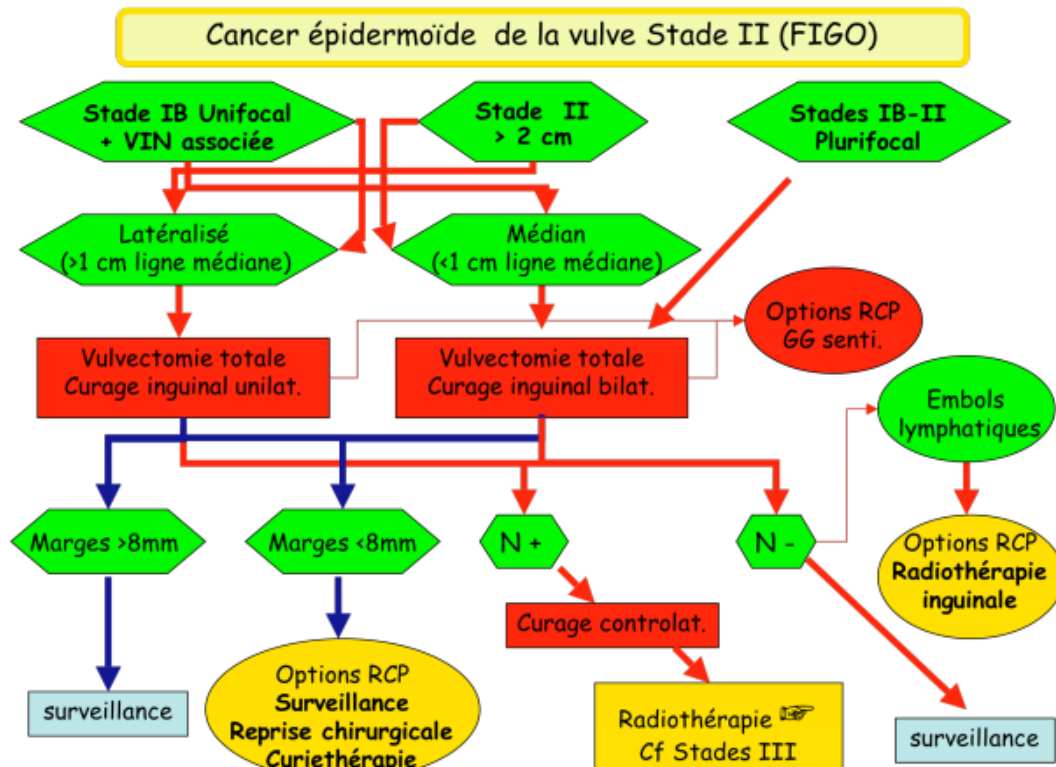 Cancer épidermoïde de la vulve Stade II (FIGO)
Stade IB Unifocal
+ VIN associée
Stade II
> 2 cm
Stades IB-II
Plurifocal
Latéralisé
(>1 cm ligne médiane)
Médian
(<1 cm ligne médiane)
Options RCP
GG senti.
Vulvectomie totale
Curage inguinal unilat.
Vulvectomie totale
Curage inguinal bilat.
Embols
lymphatiques
Marges >8mm
Marges <8mm
N +
N -
Options RCP
Radiothérapie
inguinale
Curage controlat.
surveillance
Options RCP
Surveillance
Reprise chirurgicale
Curiethérapie
Radiothérapie ☞
Cf Stades III
surveillance